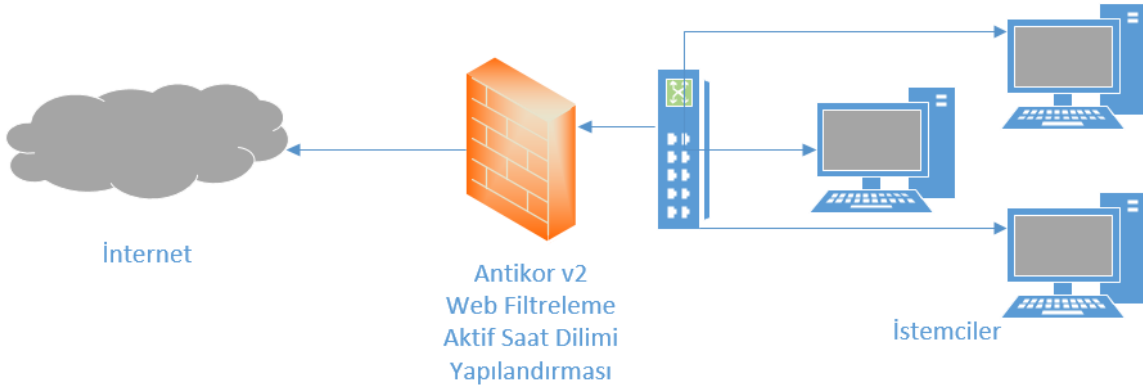 İnternet
Antikor v2
Web Filtreleme
Aktif Saat Dilimi
Yapılandırması
İstemciler